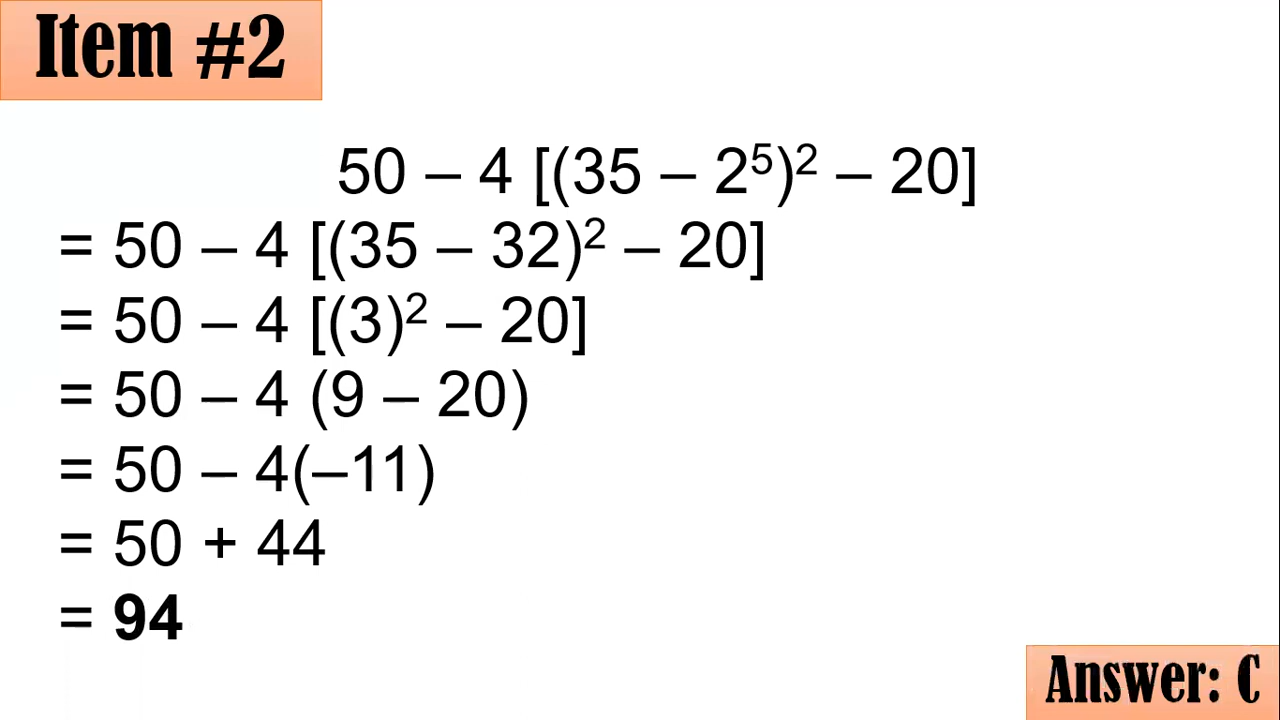 Item #2
50 – 4 [(35 – 2⁵)² – 20]
= 50 – 4 [(35 – 32)² – 20]
= 50 – 4 [(3)² – 20]
= 50 – 4 (9 – 20)
= 50 – 4(–11)
= 50 + 44
= 94
Answer: C